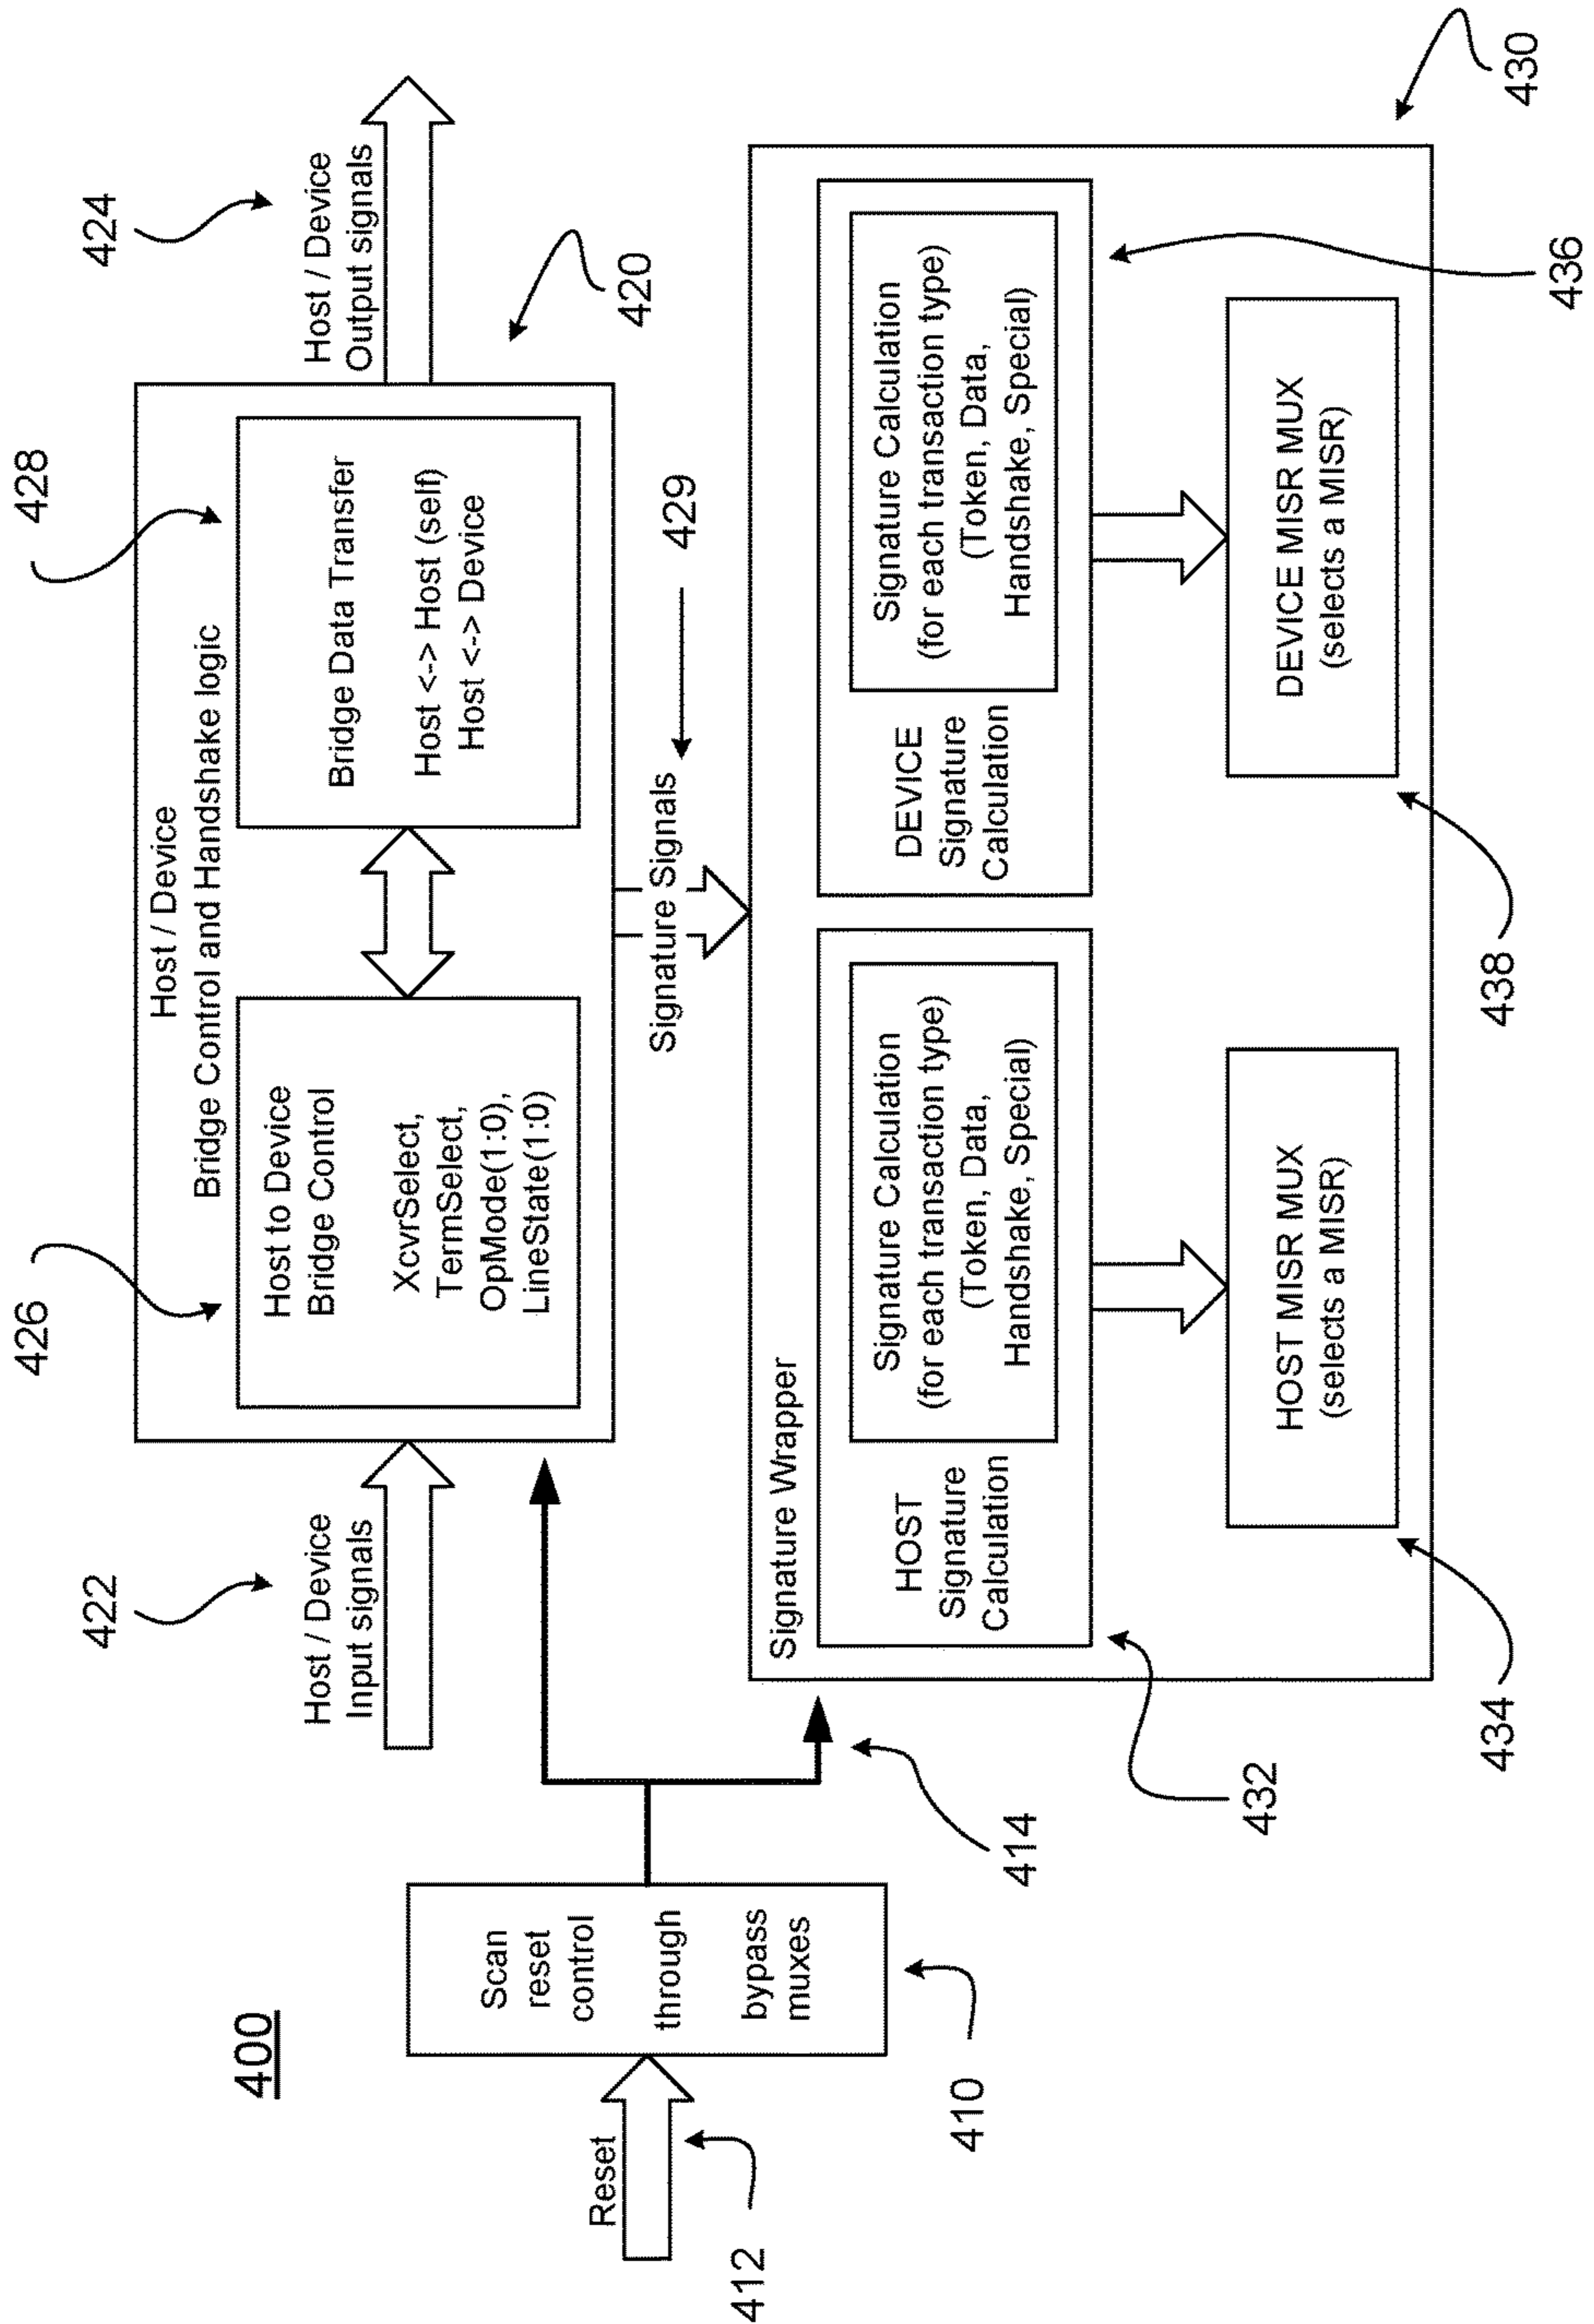 400
Reset
412
Scan
reset
control
through
bypass
muxes
410
414
422
Host / Device
Input signals
Host / Device
Bridge Control and Handshake logic
426
Host to Device
Bridge Control
XcvrSelect,
TermSelect,
OpMode(1:0),
LineState(1:0)
428
Bridge Data Transfer
Host <-> Host (self)
Host <-> Device
424
Host / Device
Output signals
420
Signature Signals
429
Signature Wrapper
HOST
Signature
Calculation
Signature Calculation
(for each transaction type)
(Token, Data,
Handshake, Special)
432
HOST MISR MUX
(selects a MISR)
434
DEVICE
Signature
Calculation
Signature Calculation
(for each transaction type)
(Token, Data,
Handshake, Special)
436
DEVICE MISR MUX
(selects a MISR)
438
430